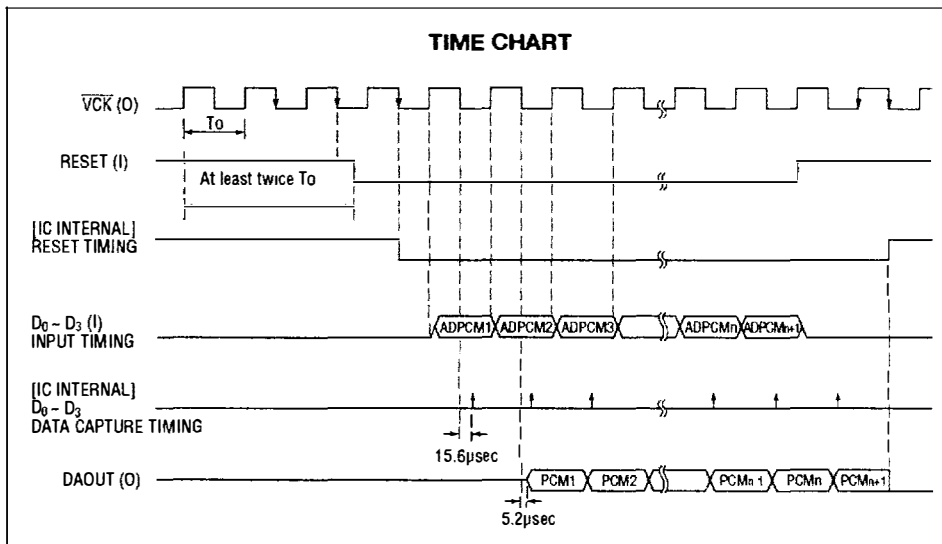 TIME CHART
VCK (O)
To
RESET (I)
At least twice To
[IC INTERNAL]
RESET TIMING
D₀ ~ D₃ (I)
INPUT TIMING
ADPCM1 ADPCM2 ADPCM3 ADPCMn ADPCMn+1
[IC INTERNAL]
D₀ ~ D₃
DATA CAPTURE TIMING
15.6µsec
DAOUT (O)
PCM1 PCM2 PCMn-1 PCMn PCMn+1
5.2µsec